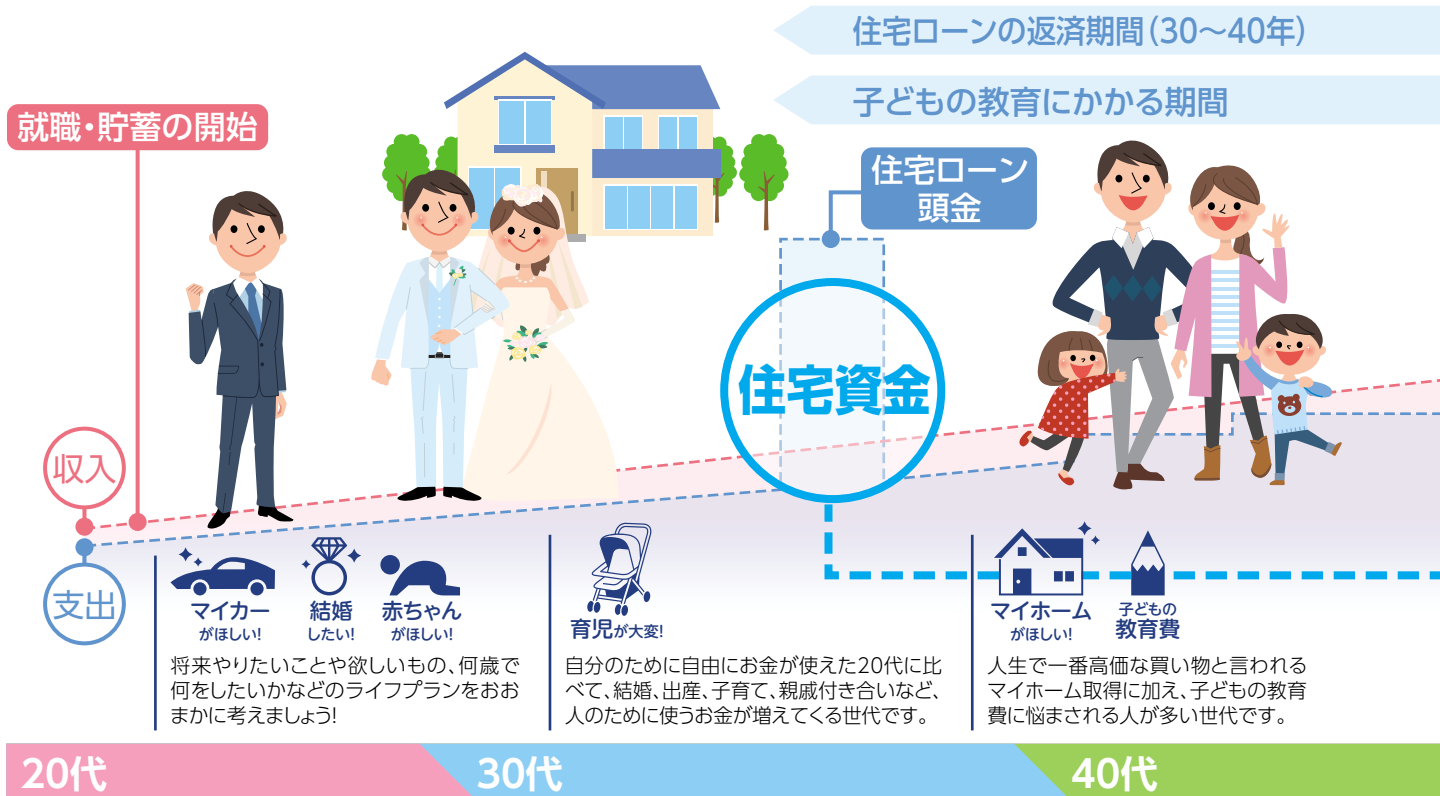 住宅ローンの返済期間(30〜40年)
子どもの教育にかかる期間
就職・貯蓄の開始
住宅ローン
頭金
住宅資金
収入
支出
マイカー
がほしい!
結婚
したい!
赤ちゃん
がほしい!
将来やりたいことや欲しいもの、何歳で
何をしたいかなどのライフプランをおお
まかに考えましょう!
育児が大変!
自分のために自由にお金が使えた20代に比
べて、結婚、出産、子育て、親戚付き合いなど、
人のために使うお金が増えてくる世代です。
マイホーム
がほしい!
子どもの
教育費
人生で一番高価な買い物と言われる
マイホーム取得に加え、子どもの教育
費に悩まされる人が多い世代です。
20代
30代
40代